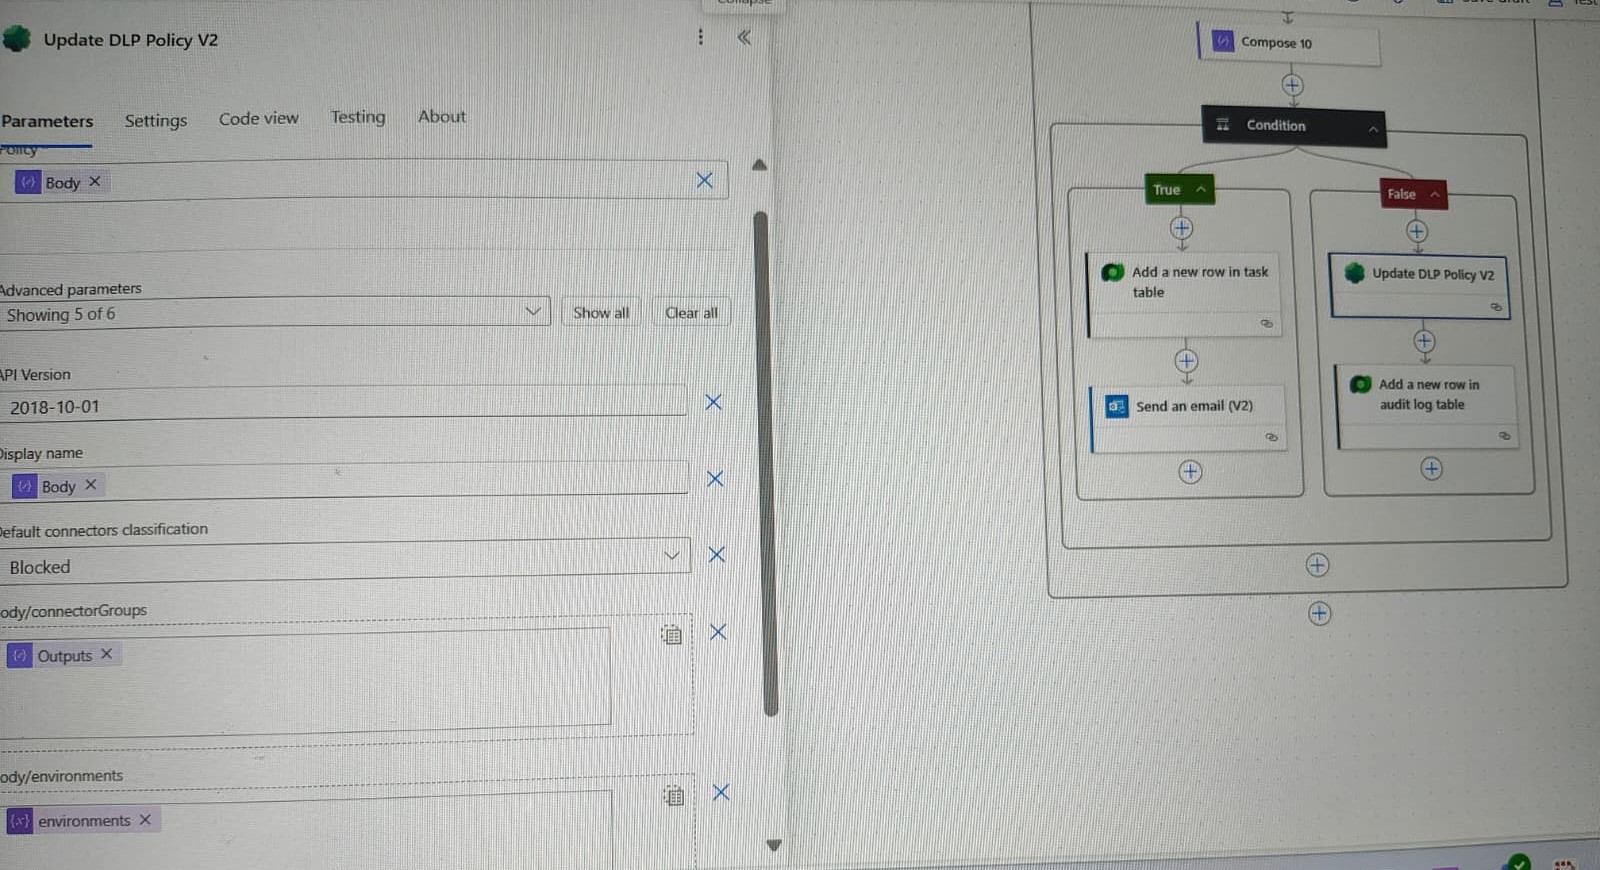 Update DLP Policy V2
Parameters
Settings
Code view
Testing
About
Policy
Body
Advanced parameters
Showing 5 of 6
Show all
Clear all
API Version
2018-10-01
Display name
Body
Default connectors classification
Blocked
ody/connectorGroups
Outputs
ody/environments
environments
Compose 10
Condition
True
False
Add a new row in task
table
Send an email (V2)
Update DLP Policy V2
Add a new row in
audit log table